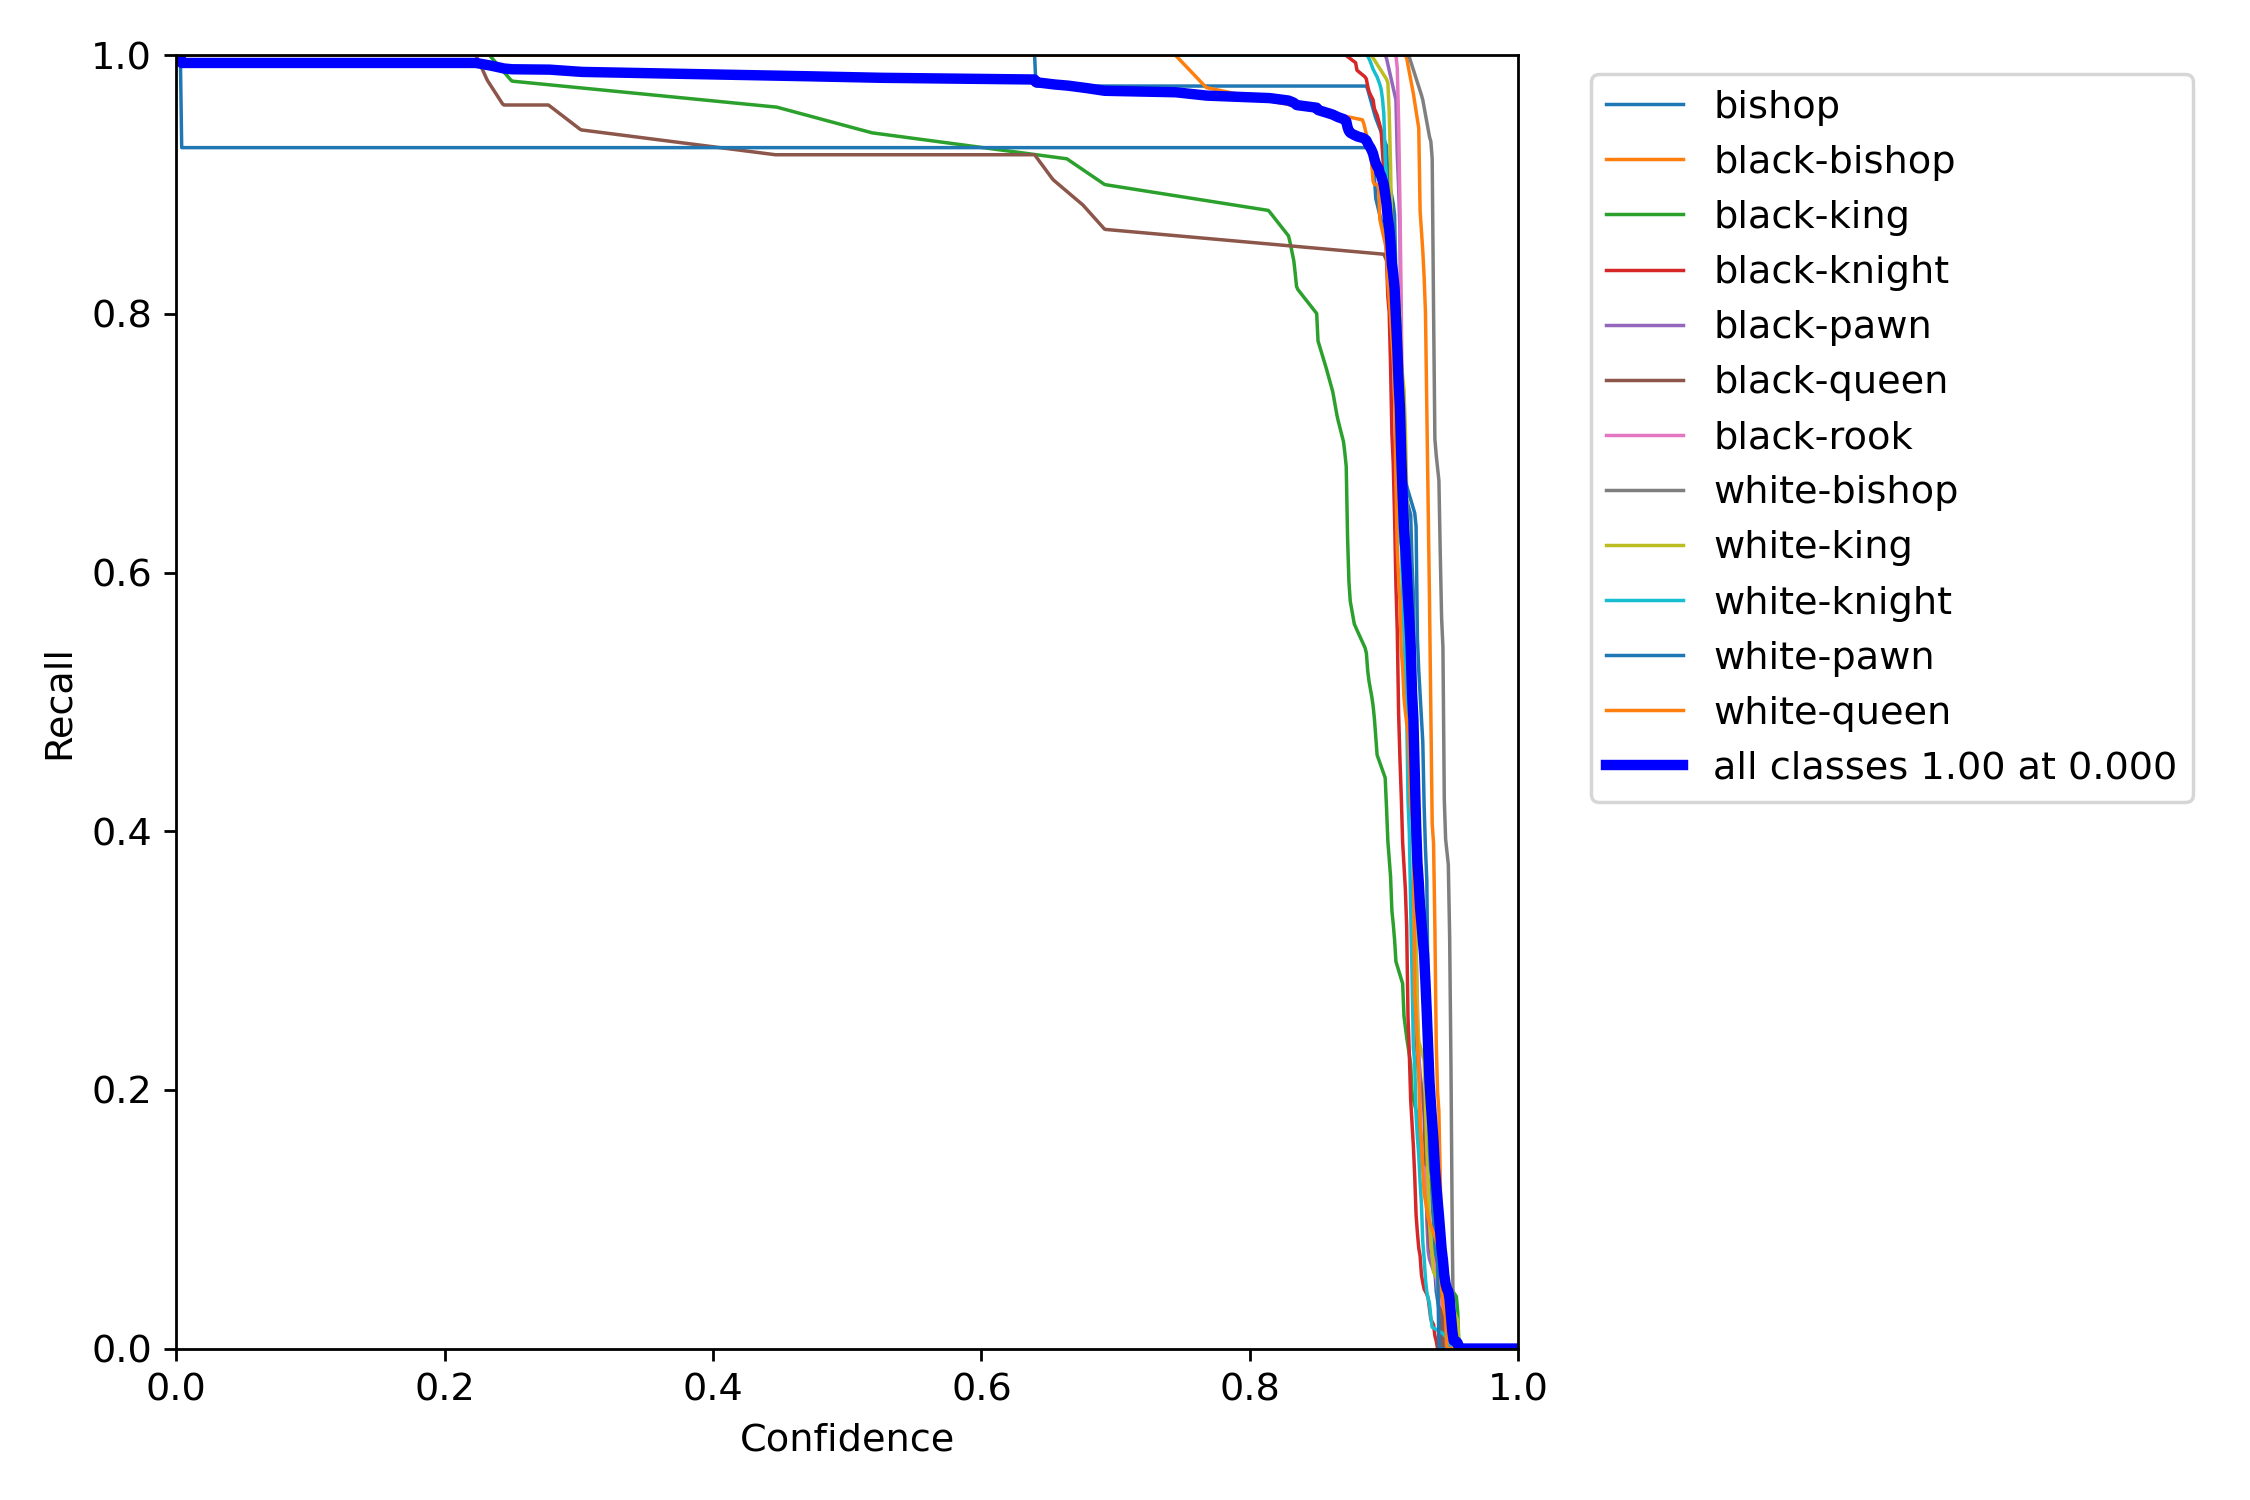 1.0
0.8
0.6
0.4
0.2
0.0
0.0 0.2 0.4 0.6 0.8 1.0
Recall
Confidence
bishop
black-bishop
black-king
black-knight
black-pawn
black-queen
black-rook
white-bishop
white-king
white-knight
white-pawn
white-queen
all classes 1.00 at 0.000